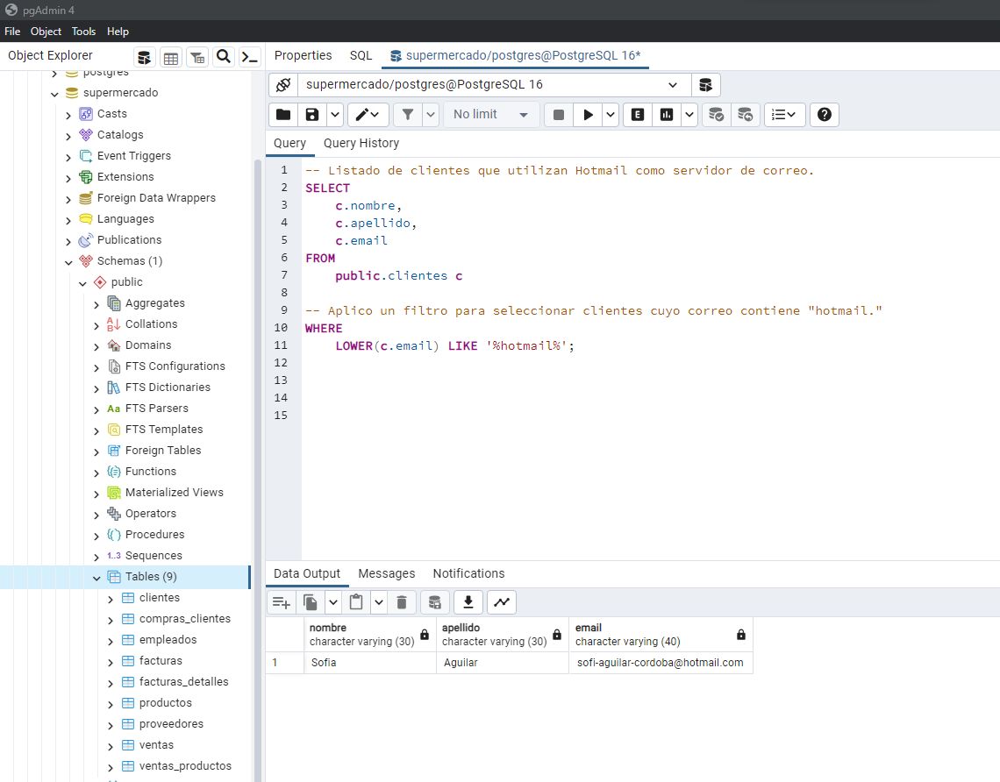 pgAdmin 4
File Object Tools Help
Object Explorer
postgres
supermercado
Casts
Catalogs
Event Triggers
Extensions
Foreign Data Wrappers
Languages
Publications
Schemas (1)
public
Aggregates
Collations
Domains
FTS Configurations
FTS Dictionaries
Aa FTS Parsers
FTS Templates
Foreign Tables
Functions
Materialized Views
Operators
Procedures
1..3 Sequences
Tables (9)
clientes
compras_clientes
empleados
facturas
facturas_detalles
productos
proveedores
ventas
ventas_productos
Properties SQL supermercado/postgres@PostgreSQL 16*
supermercado/postgres@PostgreSQL 16
No limit E
Query Query History
1 -- Listado de clientes que utilizan Hotmail como servidor de correo.
2 SELECT
3 c.nombre,
4 c.apellido,
5 c.email
6 FROM
7 public.clientes c
8
9 -- Aplico un filtro para seleccionar clientes cuyo correo contiene "hotmail."
10 WHERE
11 LOWER(c.email) LIKE '%hotmail%';
12
13
14
15
Data Output Messages Notifications
nombre apellido email
character varying (30) character varying (30) character varying (40)
1 Sofia Aguilar sofi-aguilar-cordoba@hotmail.com